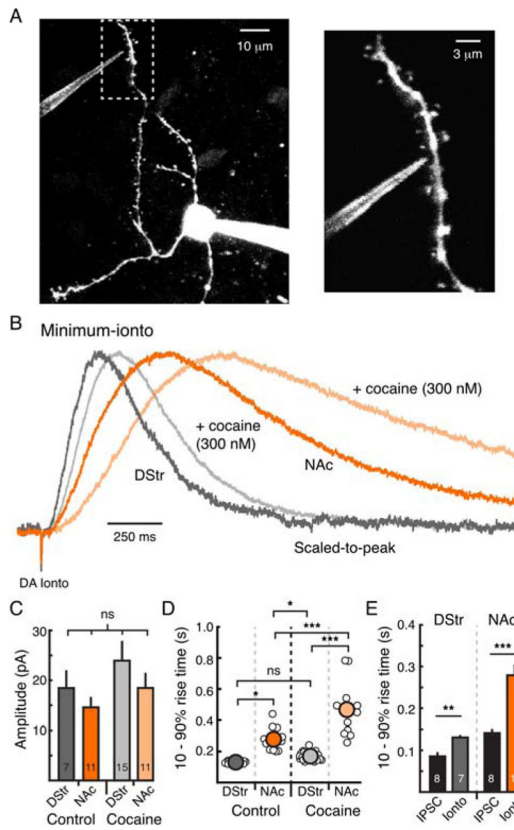 A
10 μm
3 μm
B
Minimum-ionto
+ cocaine (300 nM)
+ cocaine
(300 nM)
NAc
DStr
250 ms
Scaled-to-peak
DA Ionto
C
ns
Amplitude (pA)
30
20
10
7
11
15
11
DStr
NAc
DStr
NAc
Control
Cocaine
D
*
***
***
ns
*
10 - 90% rise time (s)
1.0
0.8
0.6
0.4
0.2
DStr
NAc
DStr
NAc
Control
Cocaine
E
DStr
NAc
***
**
10 - 90% rise time (s)
0.4
0.3
0.2
0.1
8
7
8
IPSC
Ionto
IPSC